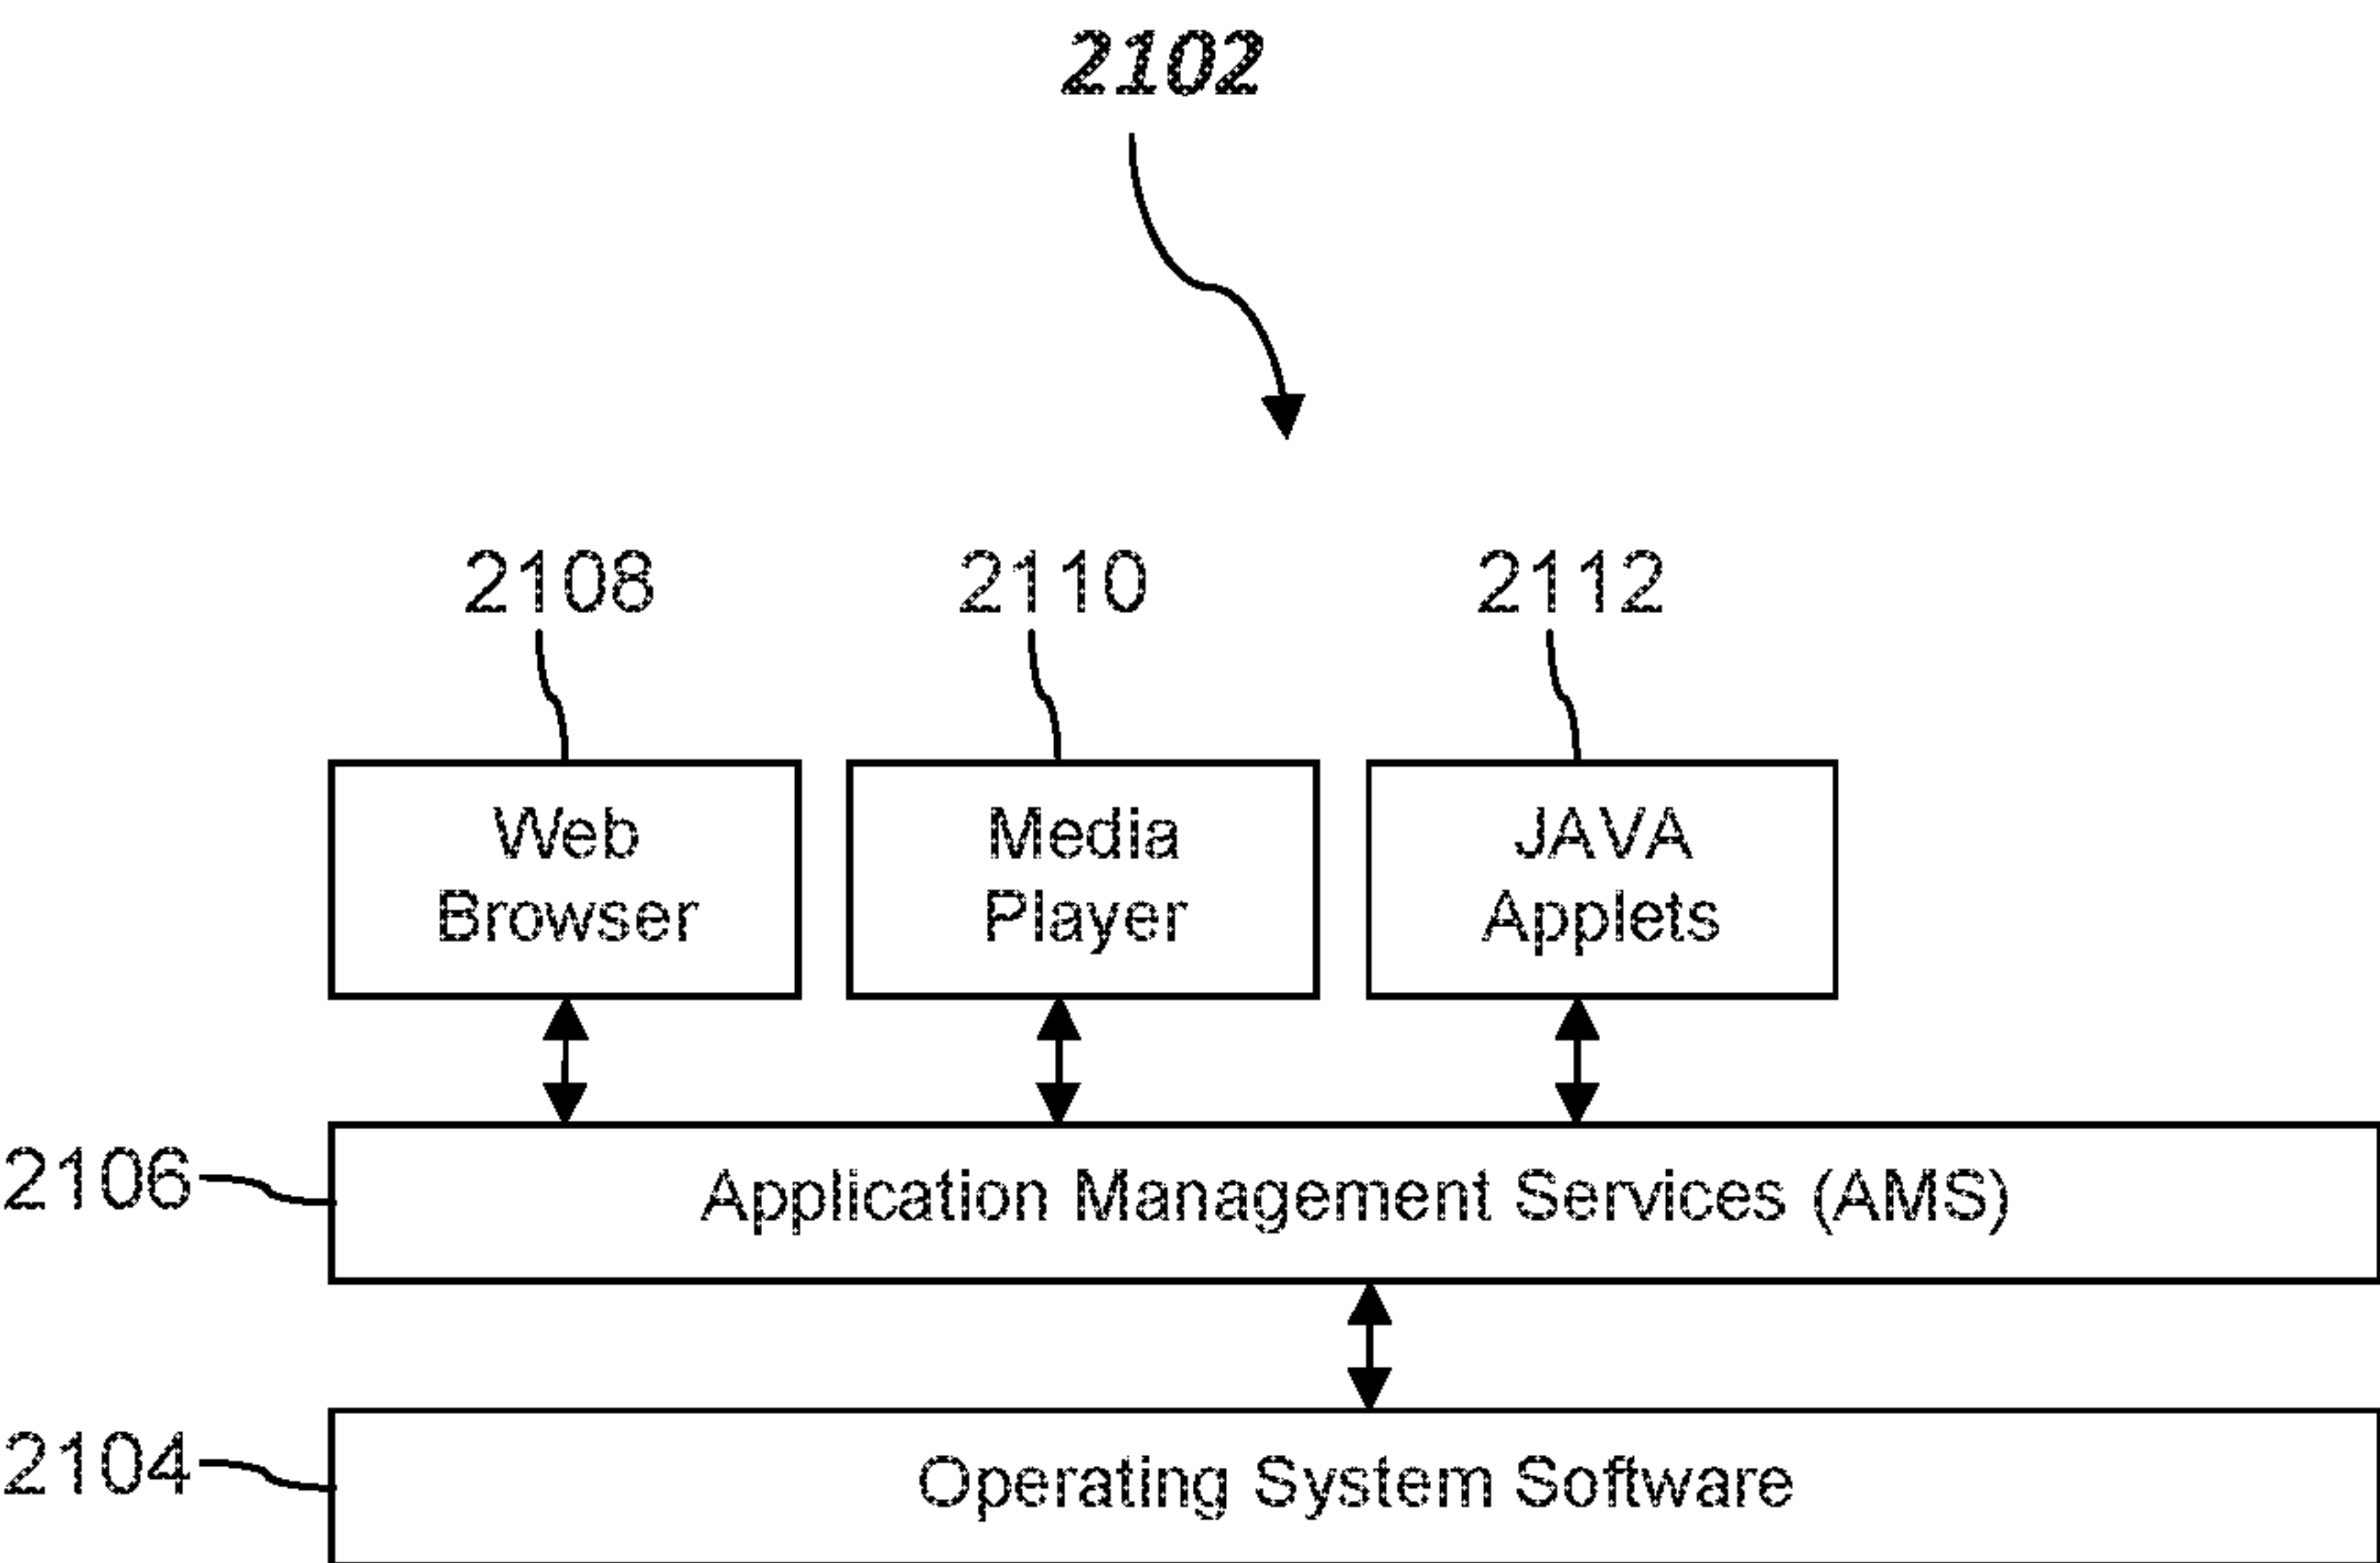 2102
2108 2110 2112
Web
Browser
Media
Player
JAVA
Applets
2106
Application Management Services (AMS)
2104
Operating System Software